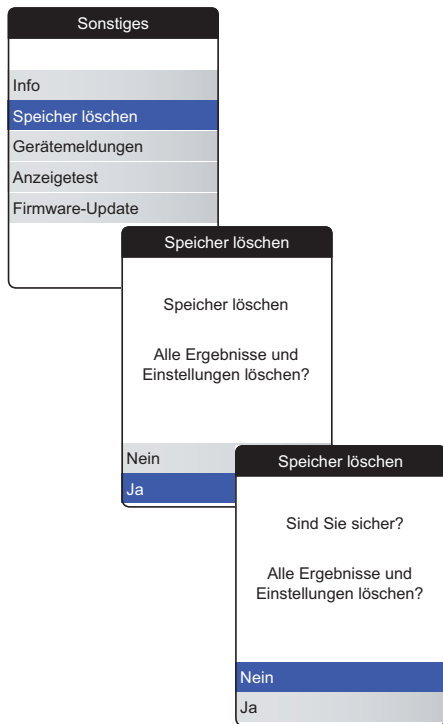 Sonstiges
Info
Speicher löschen
Gerätemeldungen
Anzeigetest
Firmware-Update
Speicher löschen
Speicher löschen
Alle Ergebnisse und
Einstellungen löschen?
Nein
Ja
Speicher löschen
Sind Sie sicher?
Alle Ergebnisse und
Einstellungen löschen?
Nein
Ja